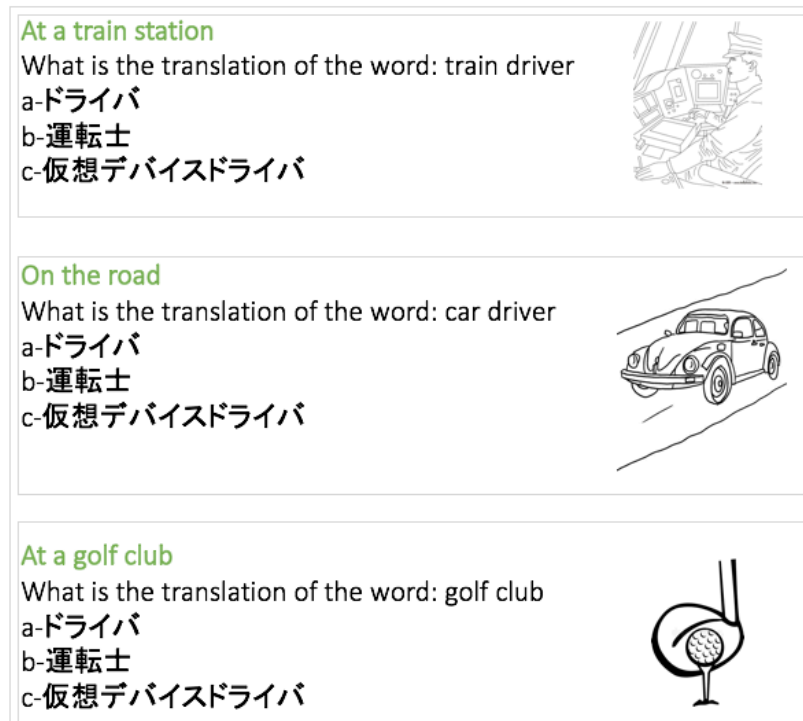 At a train station
What is the translation of the word: train driver
a-ドライバ
b-運転士
c-仮想デバイスドライバ
On the road
What is the translation of the word: car driver
a-ドライバ
b-運転士
c-仮想デバイスドライバ
At a golf club
What is the translation of the word: golf club
a-ドライバ
b-運転士
c-仮想デバイスドライバ